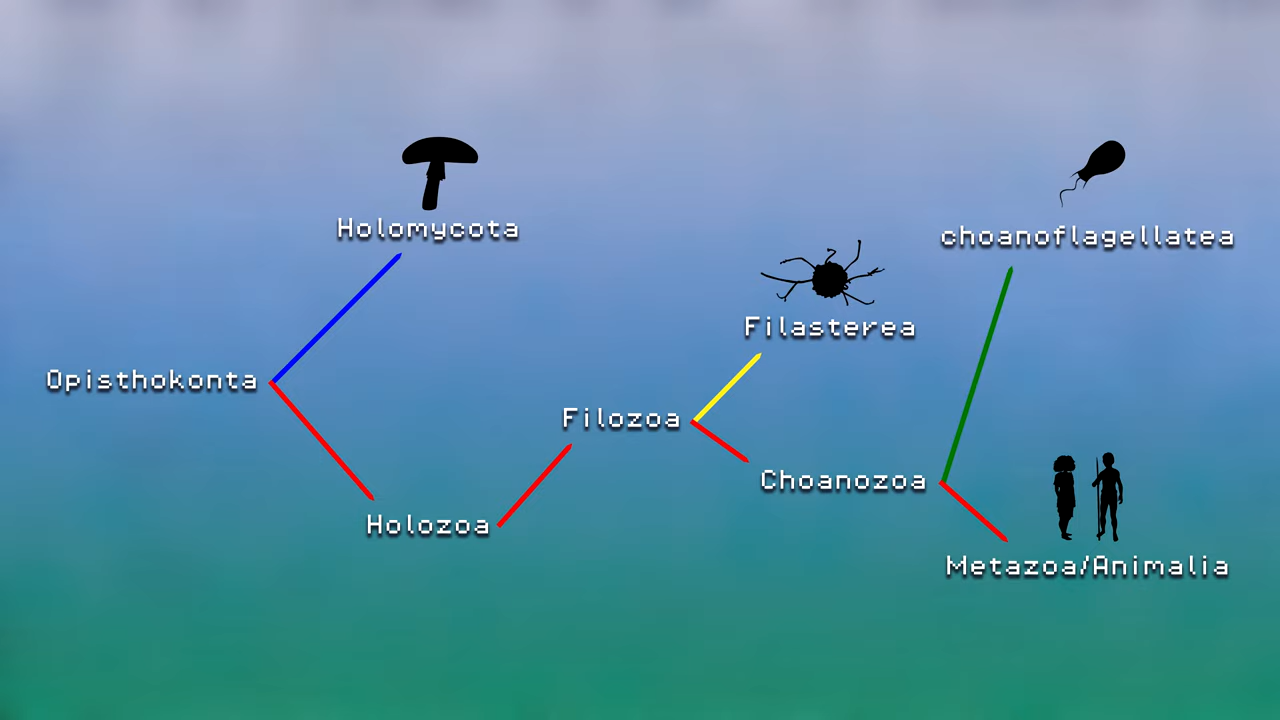 Holomycota
choanoflagellatea
Filasterea
Opisthokonta
Filozoa
Choanozoa
Holozoa
Metazoa/Animalia